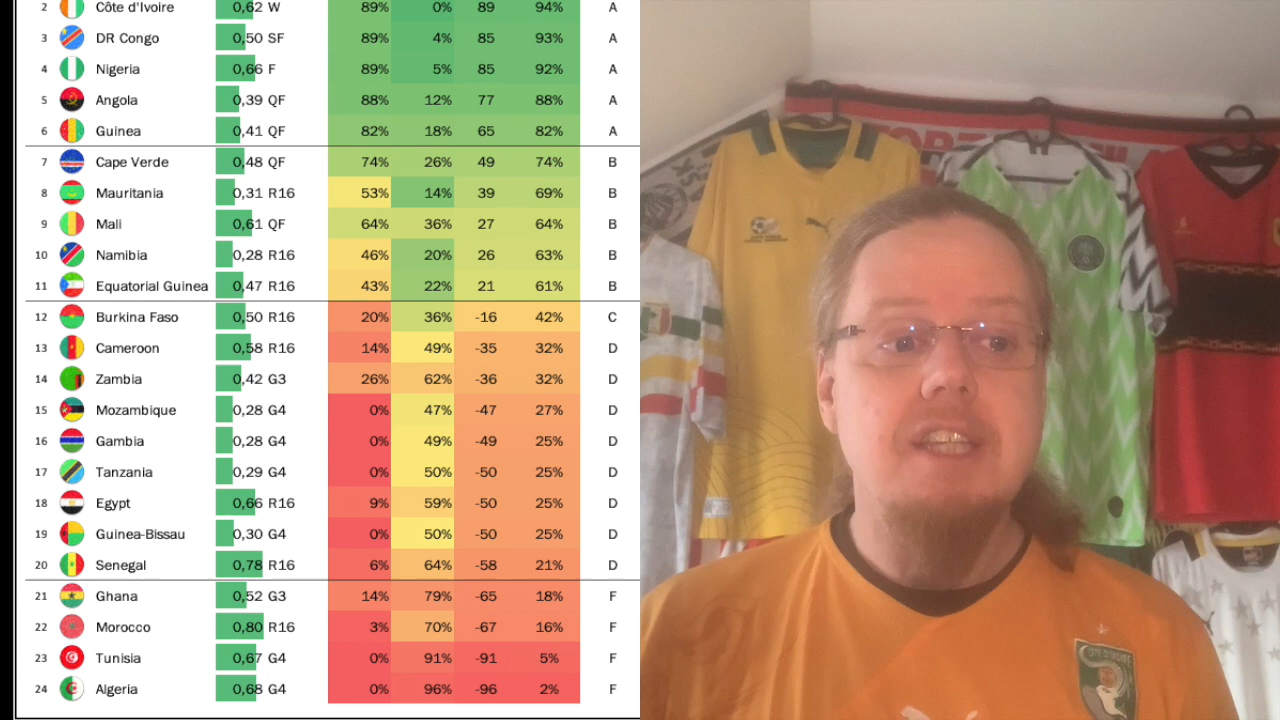 2 Côte d'Ivoire 0,62 W 89% 0% 89 94% A
3 DR Congo 0,50 SF 89% 4% 85 93% A
4 Nigeria 0,66 F 89% 5% 85 92% A
5 Angola 0,39 QF 88% 12% 77 88% A
6 Guinea 0,41 QF 82% 18% 65 82% A
7 Cape Verde 0,48 QF 74% 26% 49 74% B
8 Mauritania 0,31 R16 53% 14% 39 69% B
9 Mali 0,61 QF 64% 36% 27 64% B
10 Namibia 0,28 R16 46% 20% 26 63% B
11 Equatorial Guinea 0,47 R16 43% 22% 21 61% B
12 Burkina Faso 0,50 R16 20% 36% -16 42% C
13 Cameroon 0,58 R16 14% 49% -35 32% D
14 Zambia 0,42 G3 26% 62% -36 32% D
15 Mozambique 0,28 G4 0% 47% -47 27% D
16 Gambia 0,28 G4 0% 49% -49 25% D
17 Tanzania 0,29 G4 0% 50% -50 25% D
18 Egypt 0,66 R16 9% 59% -50 25% D
19 Guinea-Bissau 0,30 G4 0% 50% -50 25% D
20 Senegal 0,78 R16 6% 64% -58 21% D
21 Ghana 0,52 G3 14% 79% -65 18% F
22 Morocco 0,80 R16 3% 70% -67 16% F
23 Tunisia 0,67 G4 0% 91% -91 5% F
24 Algeria 0,68 G4 0% 96% -96 2% F